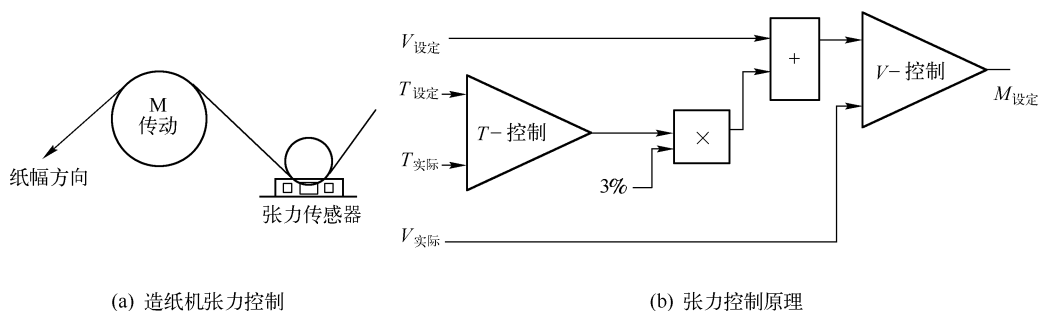 M
传动
纸幅方向
张力传感器
(a) 造纸机张力控制
V设定
T设定
T实际
V实际
T-控制
3%
×
+
V-控制
M设定
(b) 张力控制原理